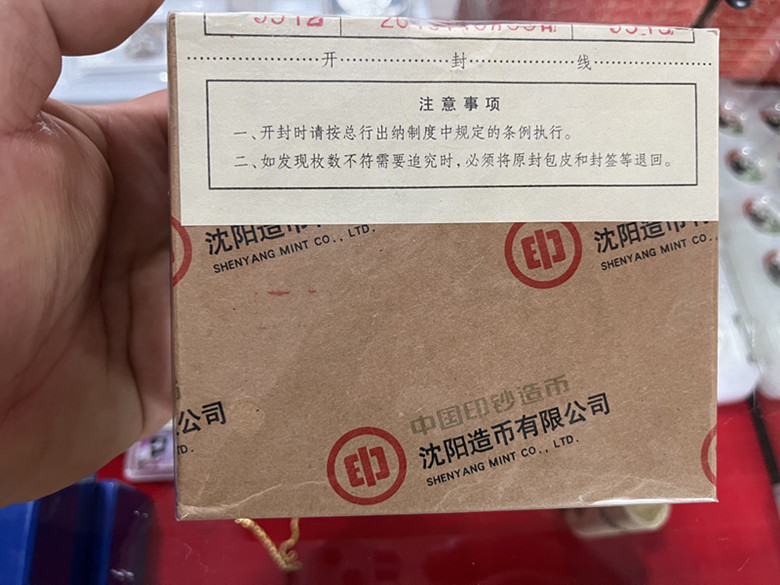 开 封 线
注意事项
一、开封时请按总行出纳制度中规定的条例执行。
二、如发现枚数不符需要追究时，必须将原封包皮和封签等退回。
沈阳造币有限
SHENYANG MINT CO., LTD.
沈阳造币
SHENYANG MINT CO.,
公司
TD.
中国印钞造币
沈阳造币有限公司
SHENYANG MINT CO., LTD.